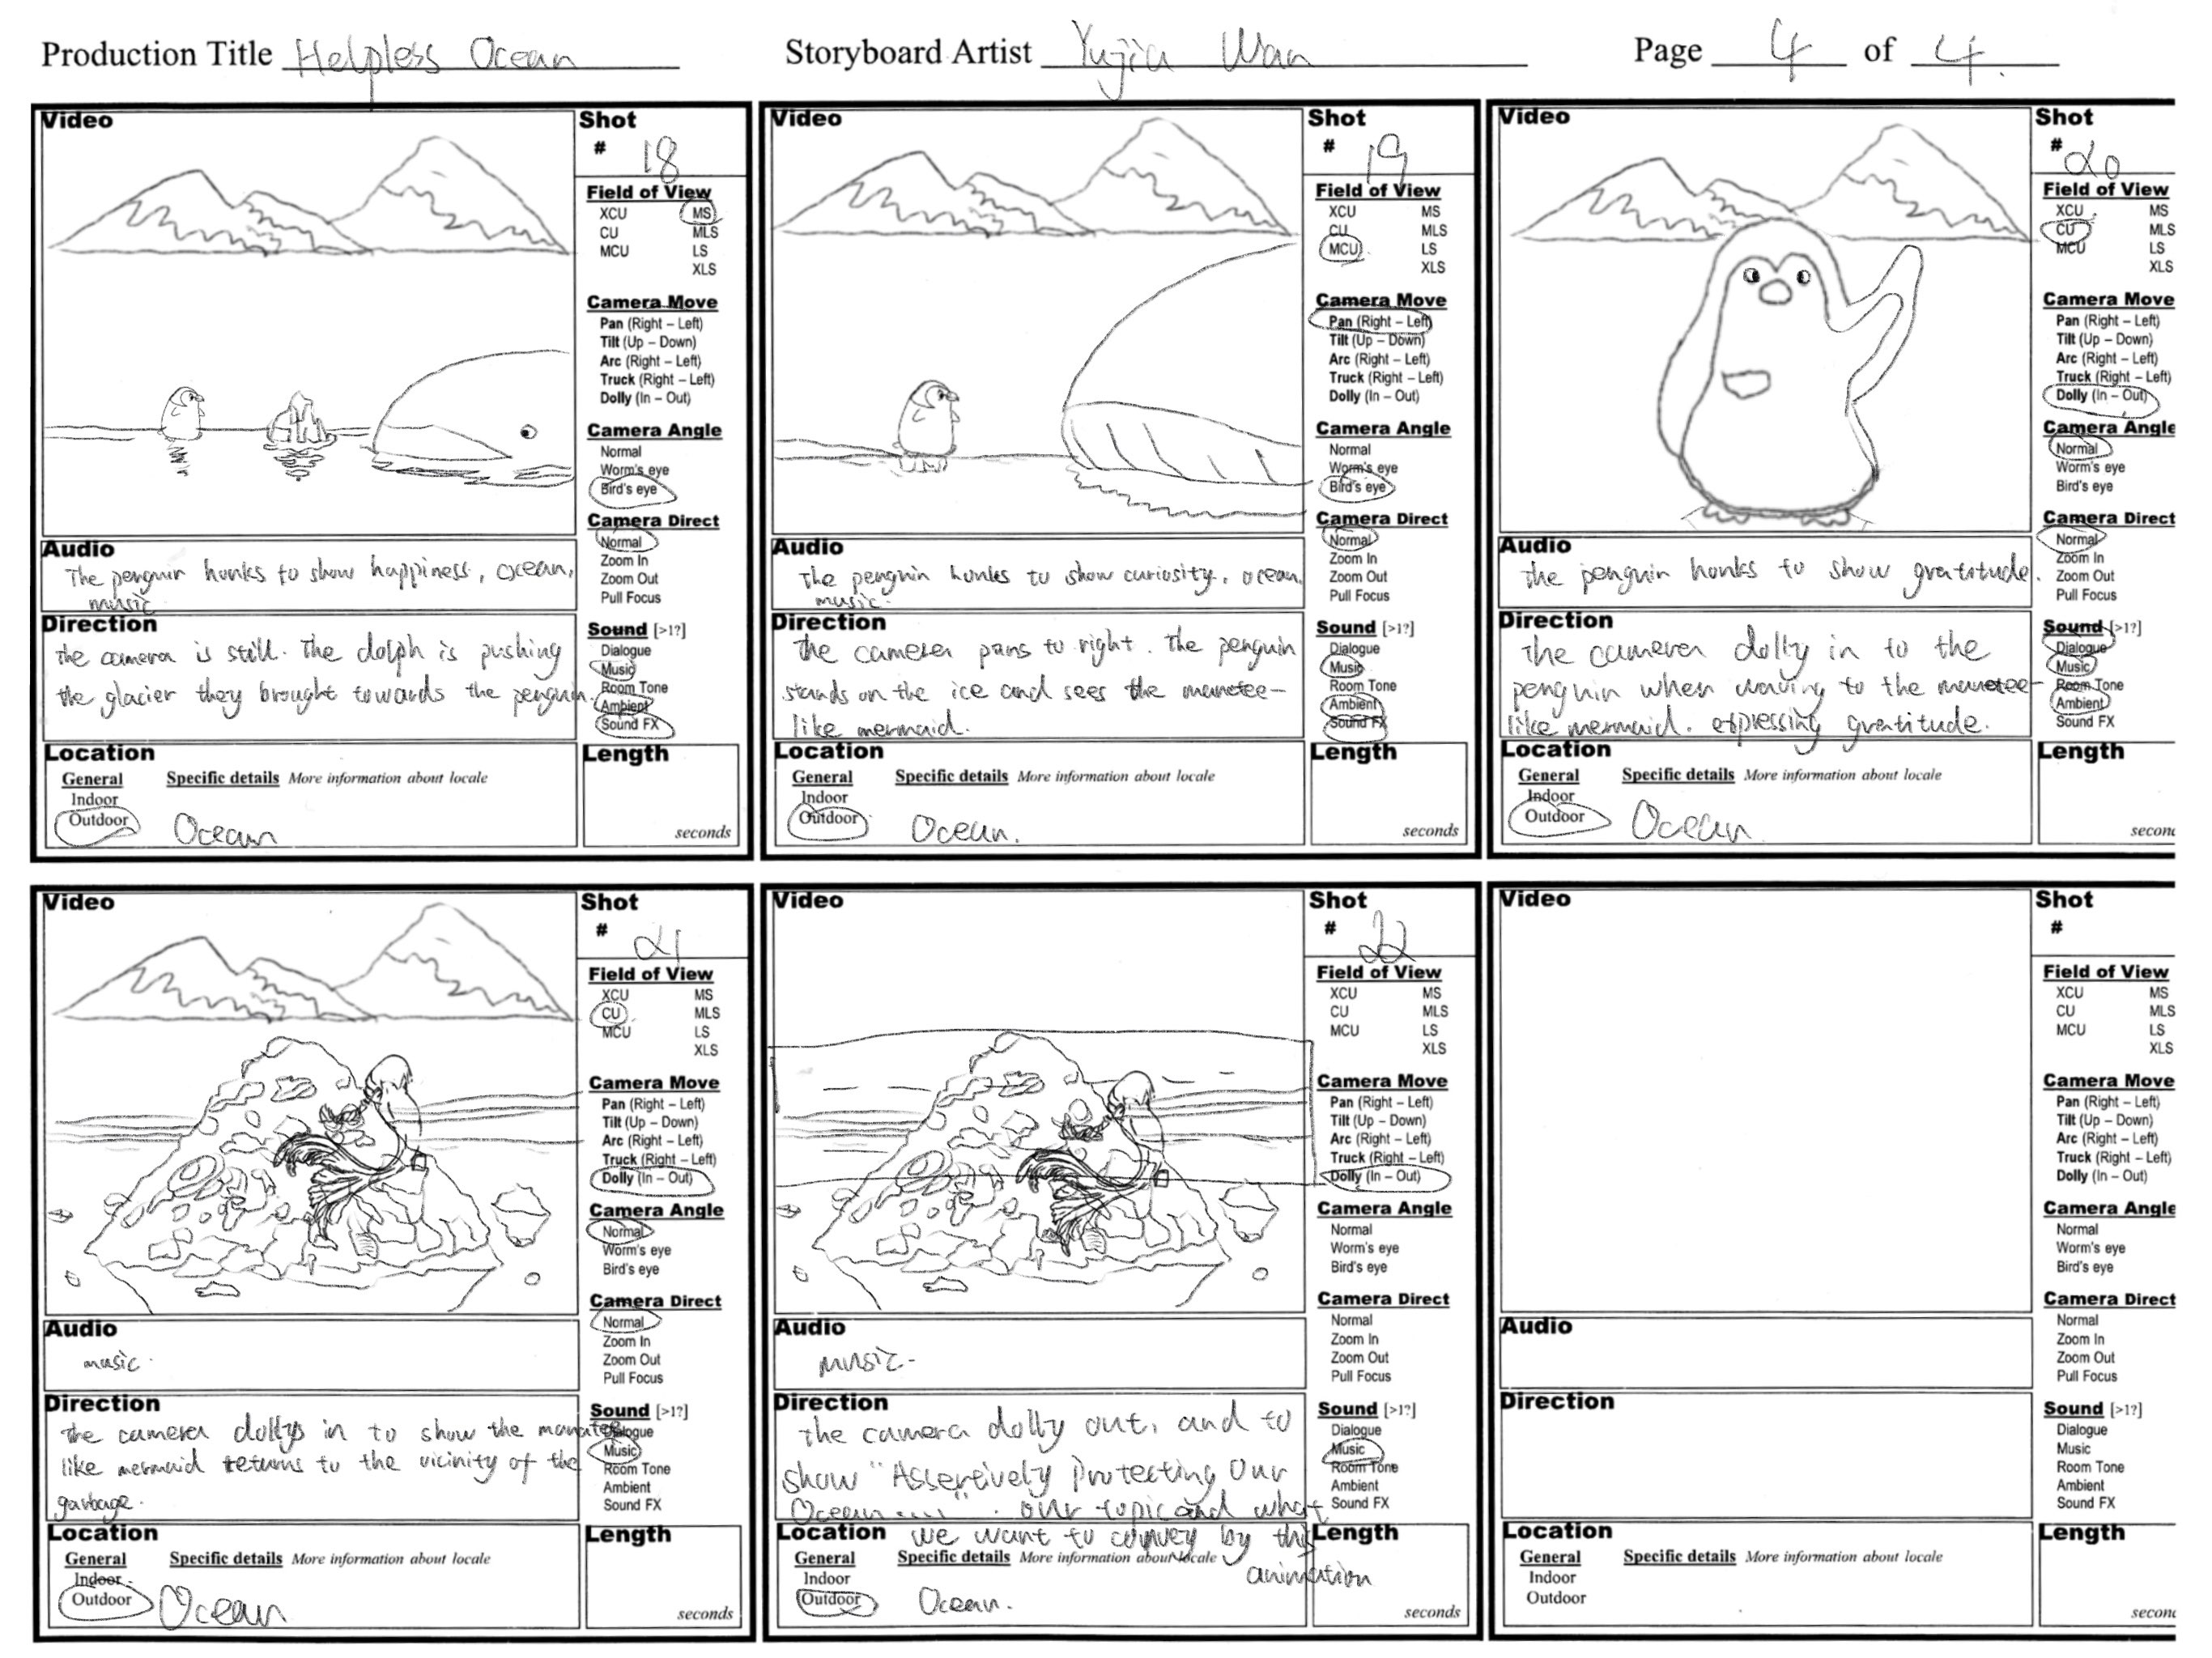 Production Title Helpless Ocean Storyboard Artist Yujia Wan Page 4 of 4.
Video
Shot
# 18
Field of View
XCU MS
CU MLS
MCU LS
XLS
Camera Move
Pan (Right – Left)
Tilt (Up – Down)
Arc (Right – Left)
Truck (Right – Left)
Dolly (In – Out)
Camera Angle
Normal
Worm's eye
Bird's eye
Camera Direct
Normal
Zoom In
Zoom Out
Pull Focus
Sound [>1?]
Dialogue
Music
Room Tone
Ambient
Sound FX
Audio
The penguin honks to show happiness, ocean,
music
Direction
the camera is still. The dolph is pushing
the glacier they brought towards the penguin.
Location
General Specific details More information about locale
Indoor
Outdoor Ocean
Length
seconds
Video
Shot
# 19
Field of View
XCU MS
CU MLS
MCU LS
XLS
Camera Move
Pan (Right – Left)
Tilt (Up – Down)
Arc (Right – Left)
Truck (Right – Left)
Dolly (In – Out)
Camera Angle
Normal
Worm's eye
Bird's eye
Camera Direct
Normal
Zoom In
Zoom Out
Pull Focus
Sound [>1?]
Dialogue
Music
Room Tone
Ambient
Sound FX
Audio
The penguin honks to show curiosity, ocean,
music.
Direction
the camera pans to right. The penguin
stands on the ice and sees the manetee-
like mermaid.
Location
General Specific details More information about locale
Indoor
Outdoor Ocean.
Length
seconds
Video
Shot
# 20
Field of View
XCU MS
CU MLS
MCU LS
XLS
Camera Move
Pan (Right – Left)
Tilt (Up – Down)
Arc (Right – Left)
Truck (Right – Left)
Dolly (In – Out)
Camera Angle
Normal
Worm's eye
Bird's eye
Camera Direct
Normal
Zoom In
Zoom Out
Pull Focus
Sound [>1?]
Dialogue
Music
Room Tone
Ambient
Sound FX
Audio
The penguin honks to show gratitude.
Direction
The camera dolly in to the
penguin when waving to the manetee-
like mermaid. expressing gratitude.
Location
General Specific details More information about locale
Indoor
Outdoor Ocean
Length
secon
Video
Shot
# 21
Field of View
XCU MS
CU MLS
MCU LS
XLS
Camera Move
Pan (Right – Left)
Tilt (Up – Down)
Arc (Right – Left)
Truck (Right – Left)
Dolly (In – Out)
Camera Angle
Normal
Worm's eye
Bird's eye
Camera Direct
Normal
Zoom In
Zoom Out
Pull Focus
Sound [>1?]
Dialogue
Music
Room Tone
Ambient
Sound FX
Audio
music.
Direction
the camera dollys in to show the manatee
like mermaid returns to the vicinity of the
garbage.
Location
General Specific details More information about locale
Indoor
Outdoor Ocean
Length
seconds
Video
Shot
# 22
Field of View
XCU MS
CU MLS
MCU LS
XLS
Camera Move
Pan (Right – Left)
Tilt (Up – Down)
Arc (Right – Left)
Truck (Right – Left)
Dolly (In – Out)
Camera Angle
Normal
Worm's eye
Bird's eye
Camera Direct
Normal
Zoom In
Zoom Out
Pull Focus
Sound [>1?]
Dialogue
Music
Room Tone
Ambient
Sound FX
Audio
music-
Direction
The camera dolly out, and to
show "Assertively Protecting Our
Ocean....". our topic and what
we want to convey by this
animation
Location
General Specific details More information about locale
Indoor
Outdoor Ocean.
Length
seconds
Video
Shot
#
Field of View
XCU MS
CU MLS
MCU LS
XLS
Camera Move
Pan (Right – Left)
Tilt (Up – Down)
Arc (Right – Left)
Truck (Right – Left)
Dolly (In – Out)
Camera Angle
Normal
Worm's eye
Bird's eye
Camera Direct
Normal
Zoom In
Zoom Out
Pull Focus
Sound [>1?]
Dialogue
Music
Room Tone
Ambient
Sound FX
Audio
Direction
Location
General Specific details More information about locale
Indoor
Outdoor
Length
secon